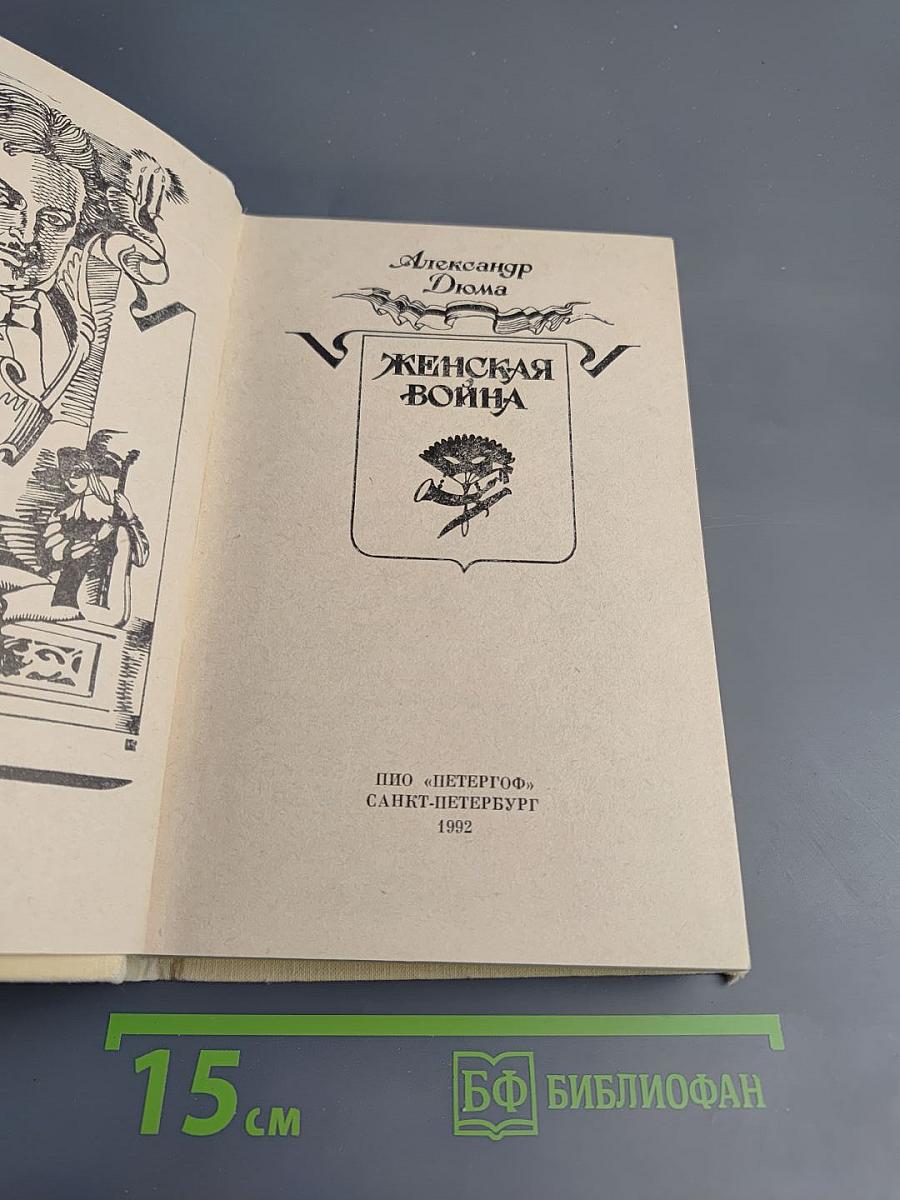 Александр
Дюма
ЖЕНСКАЯ
ВОЙНА
ПИО «ПЕТЕРГОФ»
САНКТ-ПЕТЕРБУРГ
1992
15 см
БФ БИБЛИОФАН